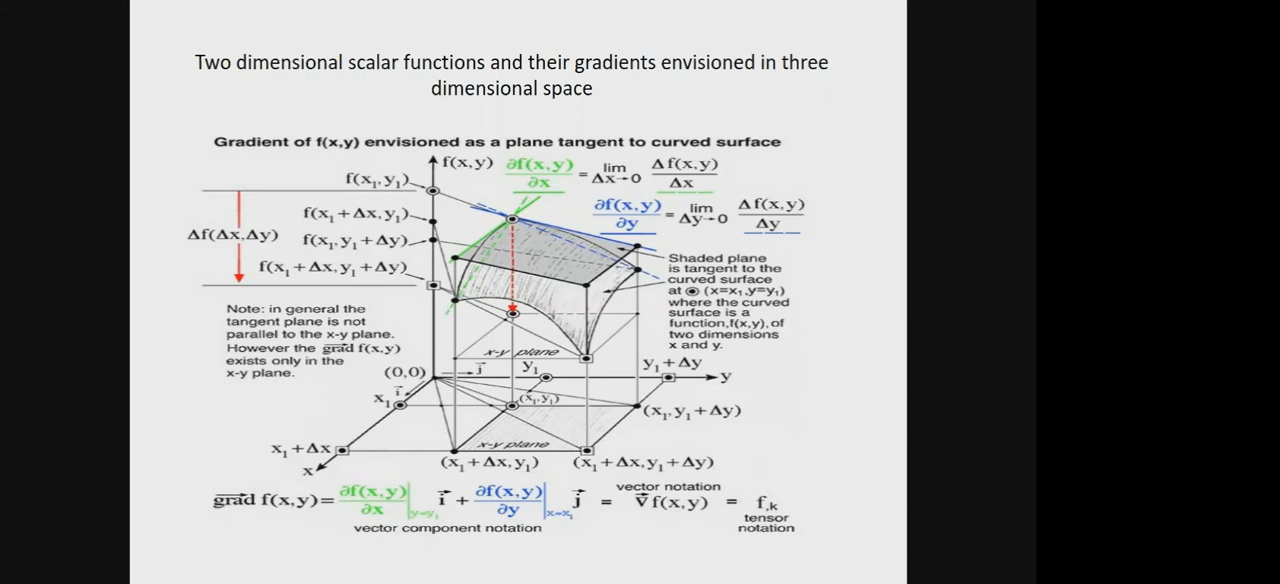 Two dimensional scalar functions and their gradients envisioned in three
dimensional space
Gradient of f(x,y) envisioned as a plane tangent to curved surface
f(x,y)
∂f(x,y)/∂x = lim Δx→0 Δf(x,y)/Δx
f(x₁,y₁)
∂f(x,y)/∂y = lim Δy→0 Δf(x,y)/Δy
f(x₁+Δx,y₁)
Δf(Δx,Δy)
f(x₁,y₁+Δy)
f(x₁+Δx,y₁+Δy)
Shaded plane
is tangent to the
curved surface
at ⊙ (x=x₁,y=y₁)
where the curved
surface is a
function,f(x,y),of
two dimensions
x and y.
Note: in general the
tangent plane is not
parallel to the x-y plane.
However the grad f(x,y)
exists only in the
x-y plane.
x-y plane
(0,0)
j⃗
y₁
y₁+Δy
y
i⃗
x₁
(x₁,y₁)
(x₁,y₁+Δy)
x₁+Δx
x
x-y plane
(x₁+Δx,y₁)
(x₁+Δx,y₁+Δy)
grad f(x,y)= ∂f(x,y)/∂x|y=y₁ i⃗ + ∂f(x,y)/∂y|x=x₁ j⃗ = ∇⃗f(x,y) = f,k
vector notation
vector component notation
tensor
notation